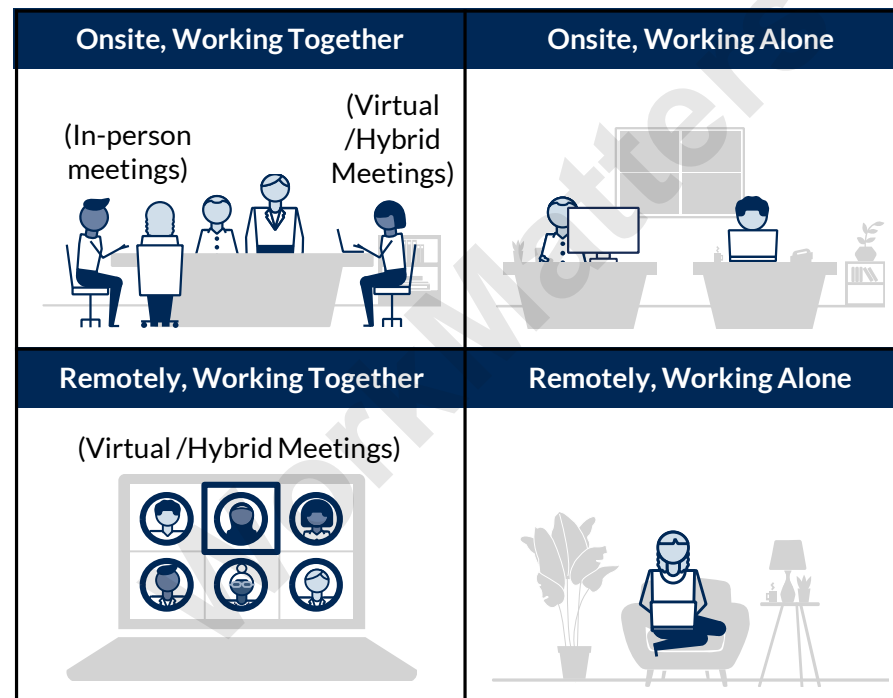 Onsite, Working Together
Onsite, Working Alone
(In-person
meetings)
(Virtual
/Hybrid
Meetings)
Remotely, Working Together
Remotely, Working Alone
(Virtual /Hybrid Meetings)
WorkMatters